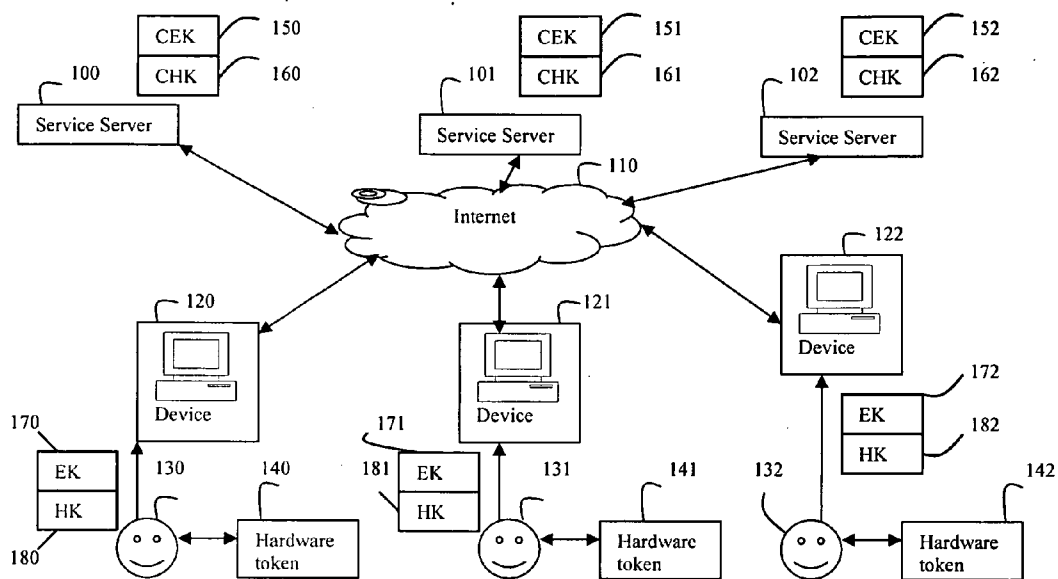 CEK 150
CHK 160
100
Service Server
CEK 151
CHK 161
101
Service Server
CEK 152
CHK 162
102
Service Server
110
Internet
120
Device
121
Device
122
Device
170
EK
HK
180
130
140
Hardware
token
171
181
EK
HK
131
141
Hardware
token
172
EK
HK
182
132
142
Hardware
token